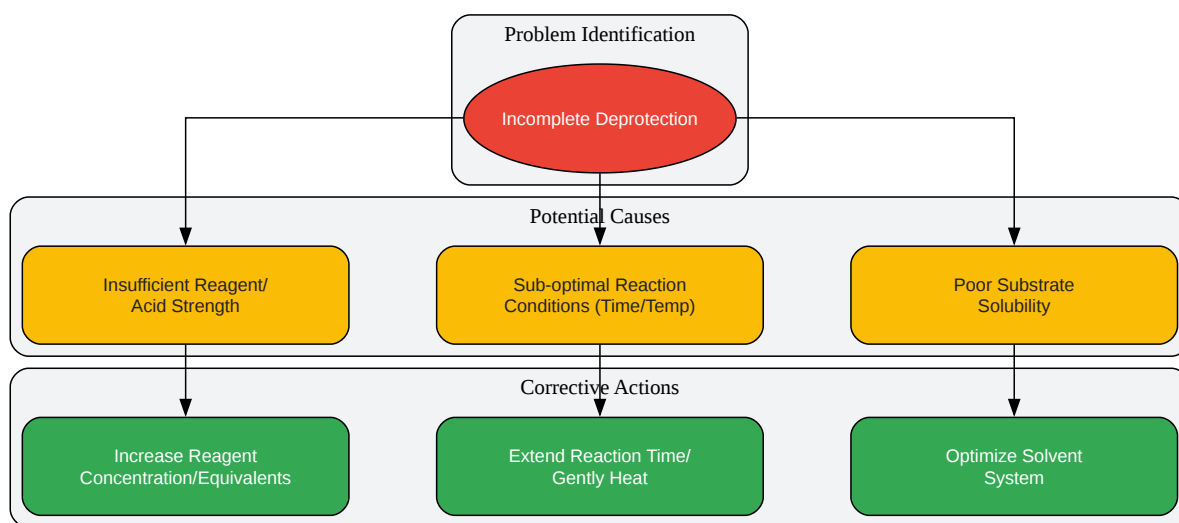 Problem Identification
Incomplete Deprotection
Potential Causes
Insufficient Reagent/
Acid Strength
Sub-optimal Reaction
Conditions (Time/Temp)
Poor Substrate
Solubility
Corrective Actions
Increase Reagent
Concentration/Equivalents
Extend Reaction Time/
Gently Heat
Optimize Solvent
System